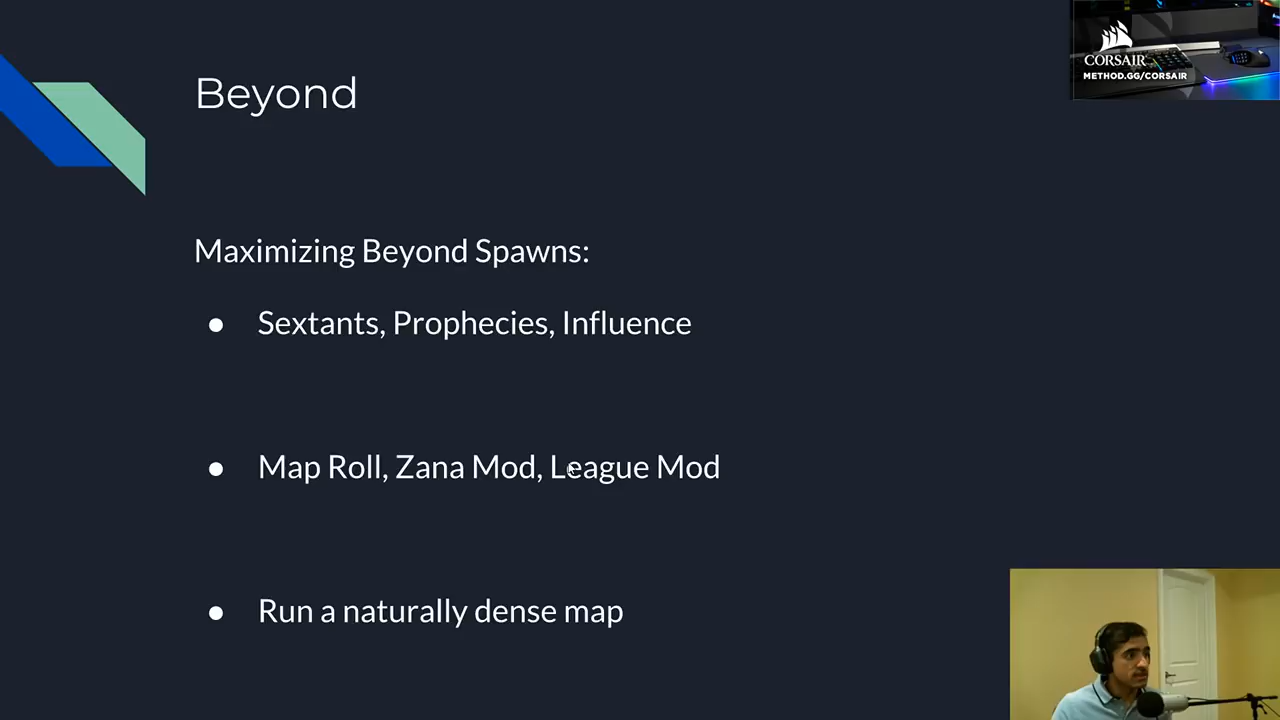 CORSAIR
METHOD.GG/CORSAIR
Beyond
Maximizing Beyond Spawns:
● Sextants, Prophecies, Influence
● Map Roll, Zana Mod, League Mod
● Run a naturally dense map